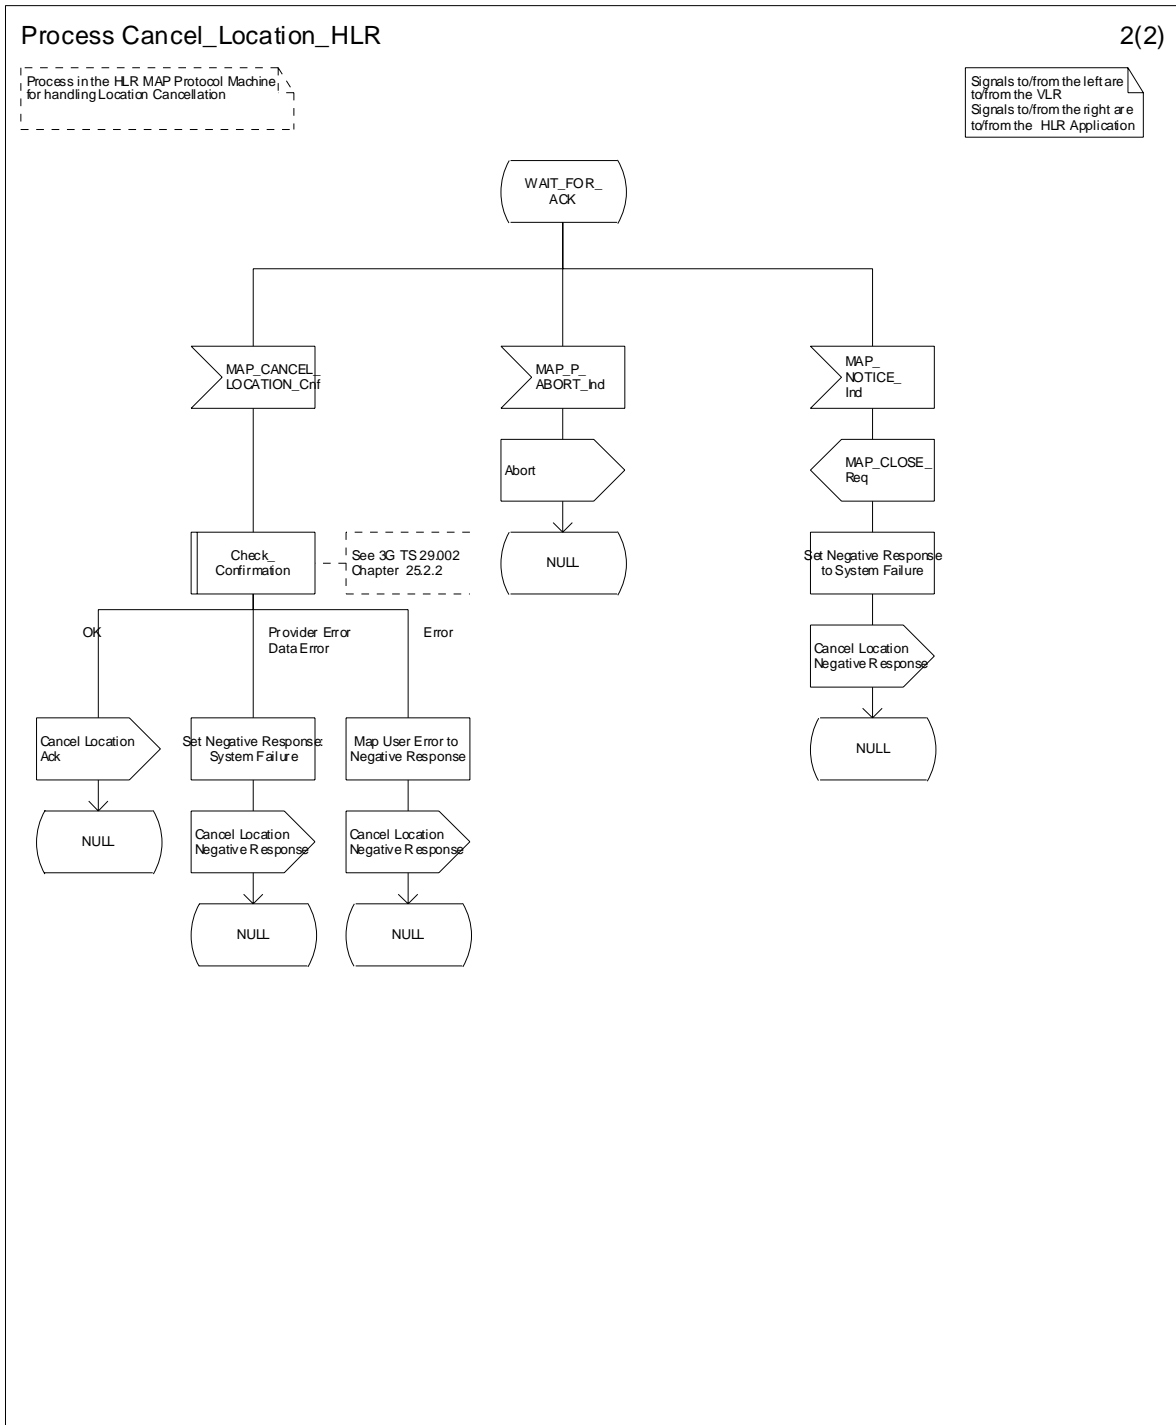 Process Cancel_Location_HLR
2(2)
Process in the HLR MAP Protocol Machine
for handling Location Cancellation
Signals to/from the left are
to/from the VLR
Signals to/from the right are
to/from the HLR Application
WAIT_FOR_
ACK
MAP_CANCEL_
LOCATION_Cnf
MAP_P_
ABORT_Ind
MAP_
NOTICE_
Ind
Abort
MAP_CLOSE_
Req
Check_
Confirmation
See 3G TS 29.002
Chapter 25.2.2
NULL
Set Negative Response
to System Failure
OK
Provider Error
Data Error
Error
Cancel Location
Negative Response
Cancel Location
Ack
Set Negative Response:
System Failure
Map User Error to
Negative Response
NULL
NULL
Cancel Location
Negative Response
Cancel Location
Negative Response
NULL
NULL